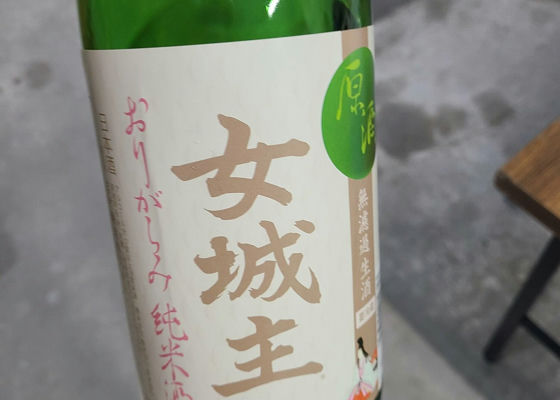 原酒
無濾過生酒
女城主
おりがらみ 純米酒